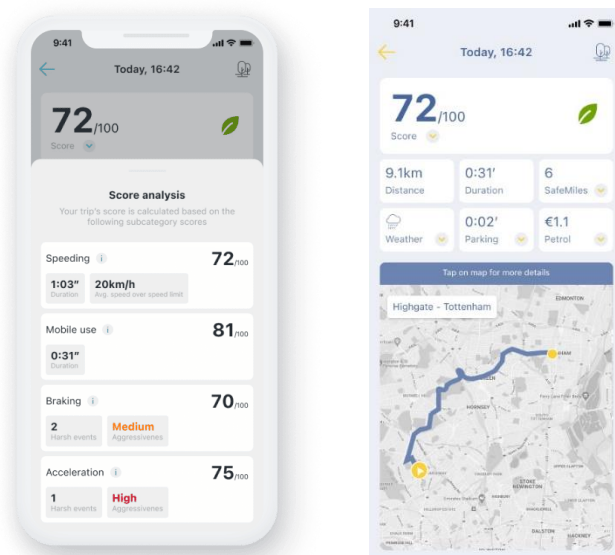 9:41
Today, 16:42
72/100
Score
Score analysis
Your trip's score is calculated based on the
following subcategory scores
Speeding i
72/100
1:03"
Duration
20km/h
Avg. speed over speed limit
Mobile use i
81/100
0:31"
Duration
Braking i
70/100
2
Harsh events
Medium
Aggressivenes
Acceleration i
75/100
1
Harsh events
High
Aggressivenes
9:41
Today, 16:42
72/100
Score
9.1km
Distance
0:31'
Duration
6
SafeMiles
Weather
0:02'
Parking
€1.1
Petrol
Tap on map for more details
Highgate - Tottenham
EDMONTON
HORNSEY
STOKE
NEWINGTON
DALSTON
HACKNEY